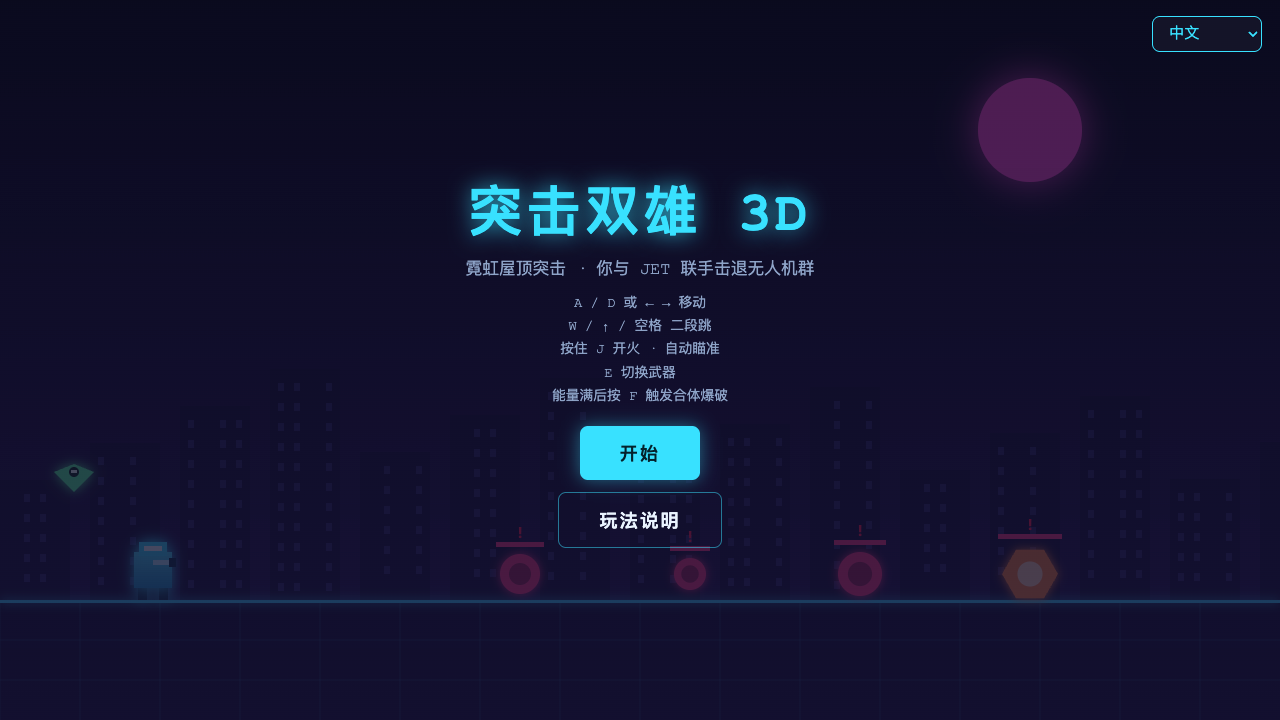 中文
突击双雄 3D
霓虹屋顶突击 · 你与 JET 联手击退无人机群
A / D 或 ← → 移动
W / ↑ / 空格 二段跳
按住 J 开火 · 自动瞄准
E 切换武器
能量满后按 F 触发合体爆破
开始
玩法说明
!
!
!
!